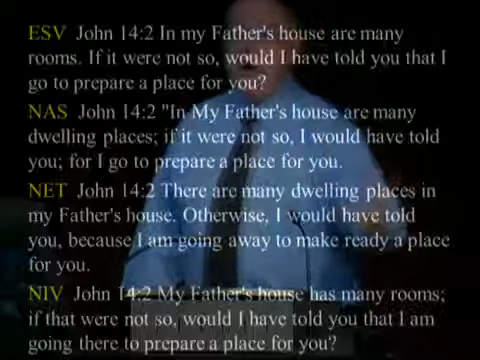 ESV John 14:2 In my Father's house are many
rooms. If it were not so, would I have told you that I
go to prepare a place for you?
NAS John 14:2 "In My Father's house are many
dwelling places; if it were not so, I would have told
you; for I go to prepare a place for you.
NET John 14:2 There are many dwelling places in
my Father's house. Otherwise, I would have told
you, because I am going away to make ready a place
for you.
NIV John 14:2 My Father's house has many rooms;
if that were not so, would I have told you that I am
going there to prepare a place for you?